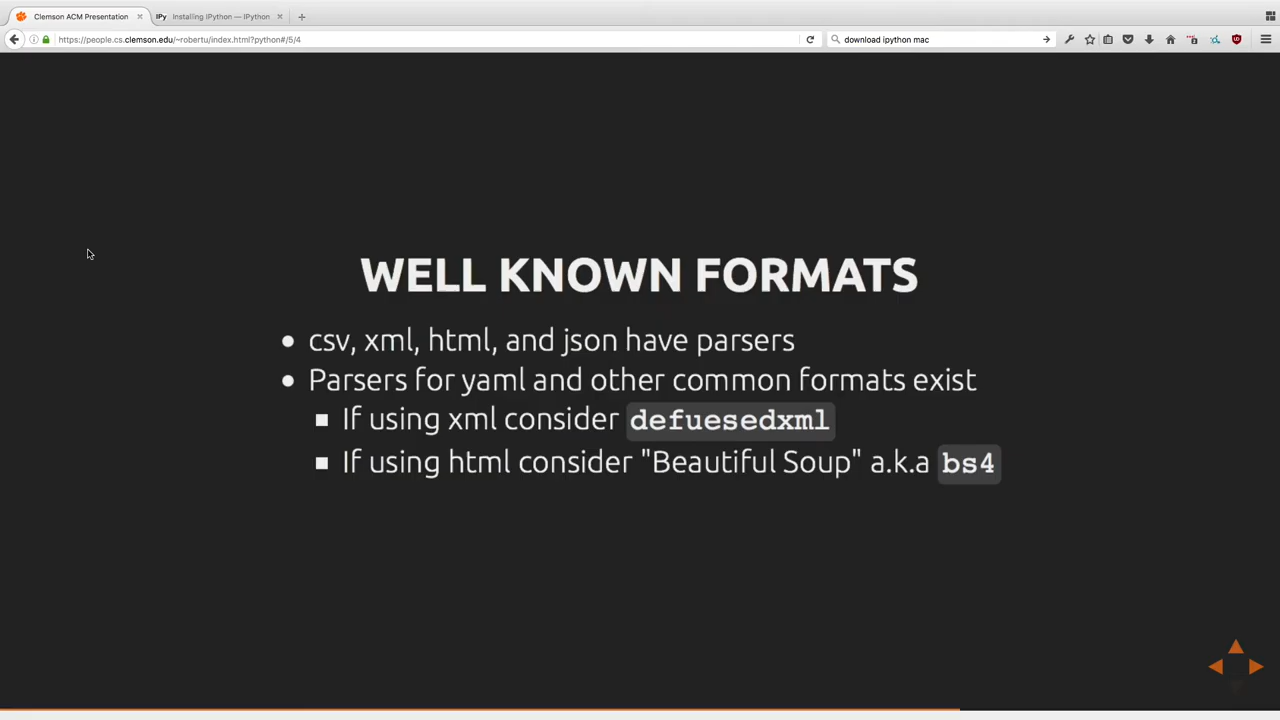 Clemson ACM Presentation
IPy Installing IPython — IPython
https://people.cs.clemson.edu/~robertu/index.html?python#/5/4
download ipython mac
WELL KNOWN FORMATS
csv, xml, html, and json have parsers
Parsers for yaml and other common formats exist
If using xml consider defuesedxml
If using html consider "Beautiful Soup" a.k.a bs4